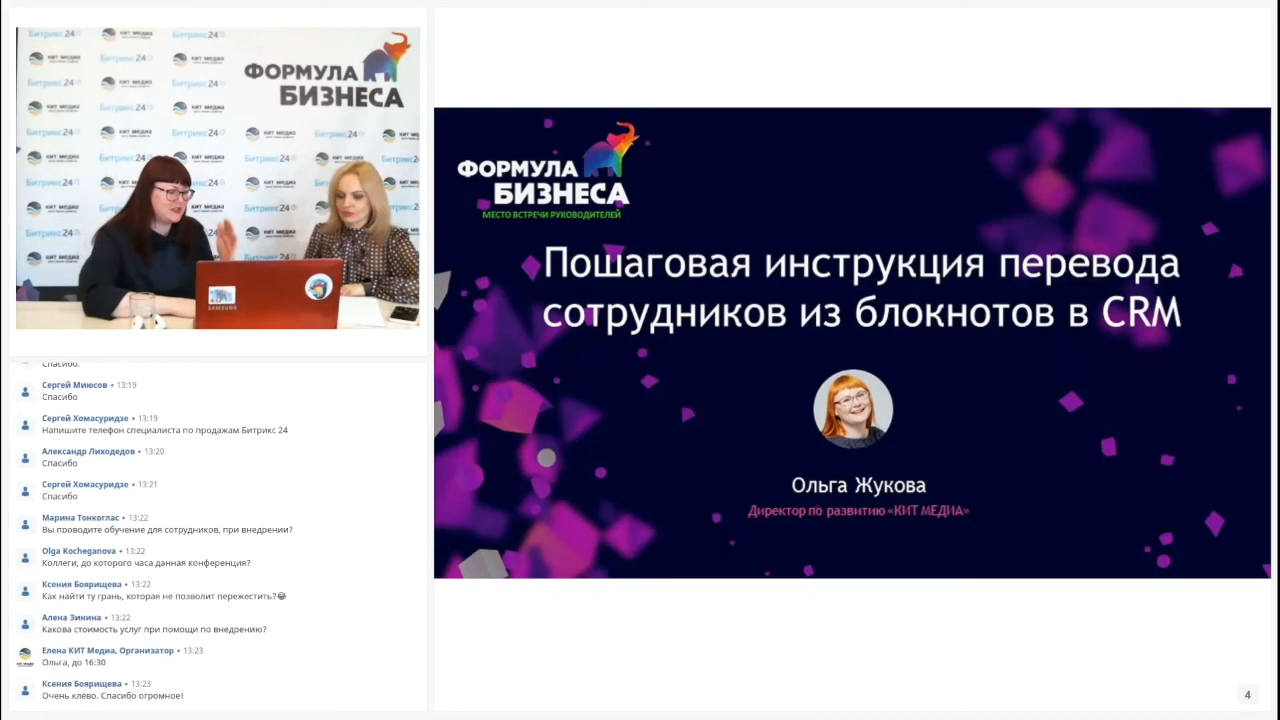 Битрикс24
КИТ МЕДИА
ФОРМУЛА
БИЗНЕСА
SAMSUNG
Спасибо.
Сергей Миюсов • 13:19
Спасибо
Сергей Хомасуридзе • 13:19
Напишите телефон специалиста по продажам Битрикс 24
Александр Лиходедов • 13:20
Спасибо
Сергей Хомасуридзе • 13:21
Спасибо
Марина Тонкоглас • 13:22
Вы проводите обучение для сотрудников, при внедрении?
Olga Kocheganova • 13:22
Коллеги, до которого часа данная конференция?
Ксения Боярищева • 13:22
Как найти ту грань, которая не позволит пережестить?😂
Алена Зинина • 13:22
Какова стоимость услуг при помощи по внедрению?
Елена КИТ Медиа, Организатор • 13:23
Ольга, до 16:30
Ксения Боярищева • 13:23
Очень клёво. Спасибо огромное!
ФОРМУЛА
БИЗНЕСА
МЕСТО ВСТРЕЧИ РУКОВОДИТЕЛЕЙ
Пошаговая инструкция перевода
сотрудников из блокнотов в CRM
Ольга Жукова
Директор по развитию «КИТ МЕДИА»
4